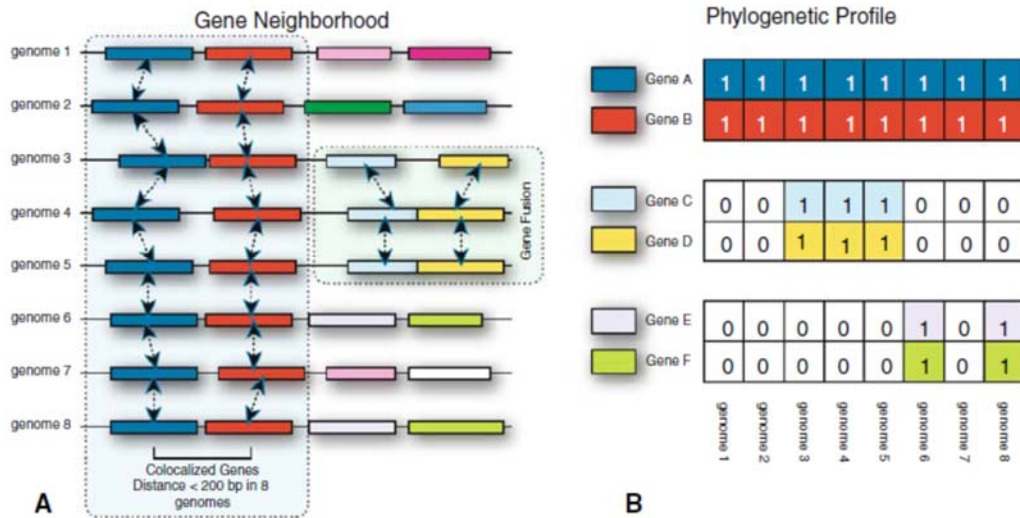 Gene Neighborhood
genome 1
genome 2
genome 3
genome 4
genome 5
genome 6
genome 7
genome 8
Gene Fusion
Colocalized Genes
Distance < 200 bp in 8
genomes
A
Phylogenetic Profile
Gene A 1 1 1 1 1 1 1 1
Gene B 1 1 1 1 1 1 1 1
Gene C 0 0 1 1 1 0 0 0
Gene D 0 0 1 1 1 0 0 0
Gene E 0 0 0 0 0 1 0 1
Gene F 0 0 0 0 0 1 0 1
genome 1
genome 2
genome 3
genome 4
genome 5
genome 6
genome 7
genome 8
B